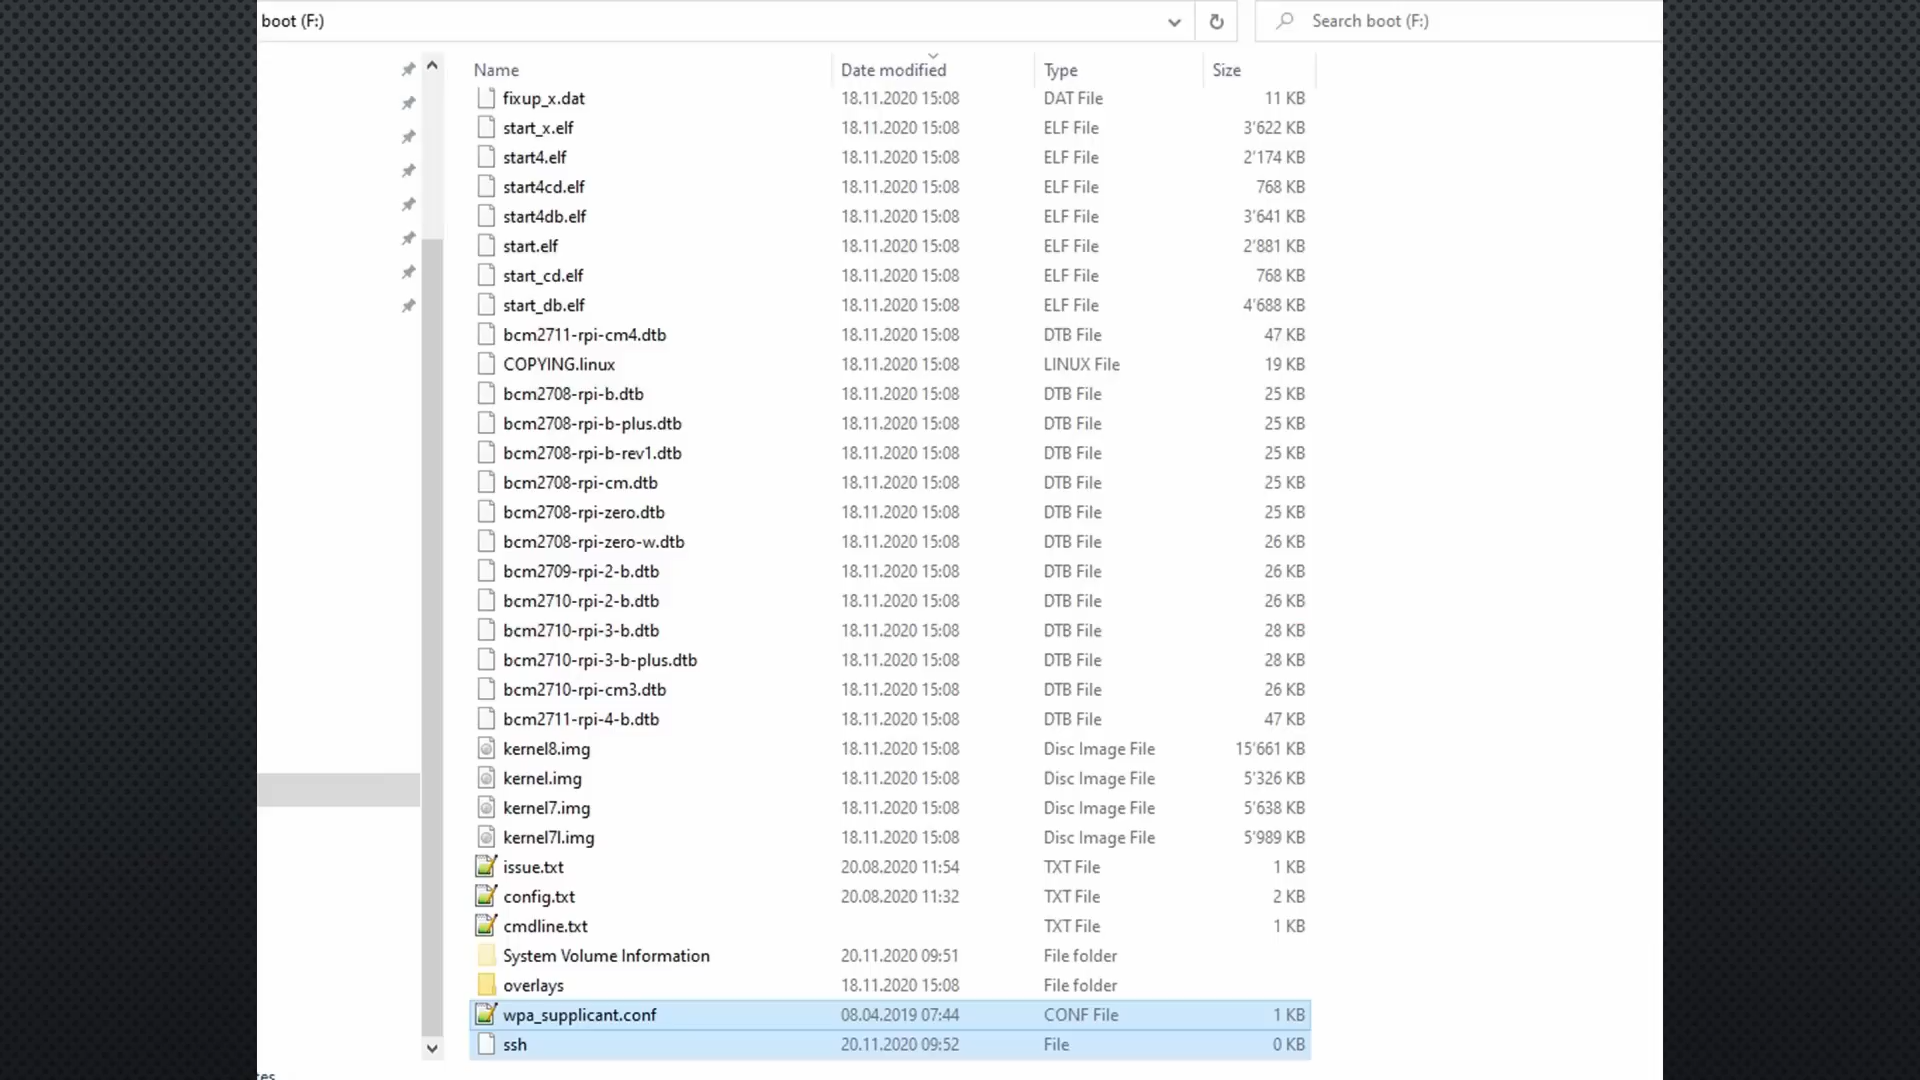 boot (F:) Search boot (F:)
Name Date modified Type Size
fixup_x.dat 18.11.2020 15:08 DAT File 11 KB
start_x.elf 18.11.2020 15:08 ELF File 3'622 KB
start4.elf 18.11.2020 15:08 ELF File 2'174 KB
start4cd.elf 18.11.2020 15:08 ELF File 768 KB
start4db.elf 18.11.2020 15:08 ELF File 3'641 KB
start.elf 18.11.2020 15:08 ELF File 2'881 KB
start_cd.elf 18.11.2020 15:08 ELF File 768 KB
start_db.elf 18.11.2020 15:08 ELF File 4'688 KB
bcm2711-rpi-cm4.dtb 18.11.2020 15:08 DTB File 47 KB
COPYING.linux 18.11.2020 15:08 LINUX File 19 KB
bcm2708-rpi-b.dtb 18.11.2020 15:08 DTB File 25 KB
bcm2708-rpi-b-plus.dtb 18.11.2020 15:08 DTB File 25 KB
bcm2708-rpi-b-rev1.dtb 18.11.2020 15:08 DTB File 25 KB
bcm2708-rpi-cm.dtb 18.11.2020 15:08 DTB File 25 KB
bcm2708-rpi-zero.dtb 18.11.2020 15:08 DTB File 25 KB
bcm2708-rpi-zero-w.dtb 18.11.2020 15:08 DTB File 26 KB
bcm2709-rpi-2-b.dtb 18.11.2020 15:08 DTB File 26 KB
bcm2710-rpi-2-b.dtb 18.11.2020 15:08 DTB File 26 KB
bcm2710-rpi-3-b.dtb 18.11.2020 15:08 DTB File 28 KB
bcm2710-rpi-3-b-plus.dtb 18.11.2020 15:08 DTB File 28 KB
bcm2710-rpi-cm3.dtb 18.11.2020 15:08 DTB File 26 KB
bcm2711-rpi-4-b.dtb 18.11.2020 15:08 DTB File 47 KB
kernel8.img 18.11.2020 15:08 Disc Image File 15'661 KB
kernel.img 18.11.2020 15:08 Disc Image File 5'326 KB
kernel7.img 18.11.2020 15:08 Disc Image File 5'638 KB
kernel7l.img 18.11.2020 15:08 Disc Image File 5'989 KB
issue.txt 20.08.2020 11:54 TXT File 1 KB
config.txt 20.08.2020 11:32 TXT File 2 KB
cmdline.txt TXT File 1 KB
System Volume Information 20.11.2020 09:51 File folder
overlays 18.11.2020 15:08 File folder
wpa_supplicant.conf 08.04.2019 07:44 CONF File 1 KB
ssh 20.11.2020 09:52 File 0 KB